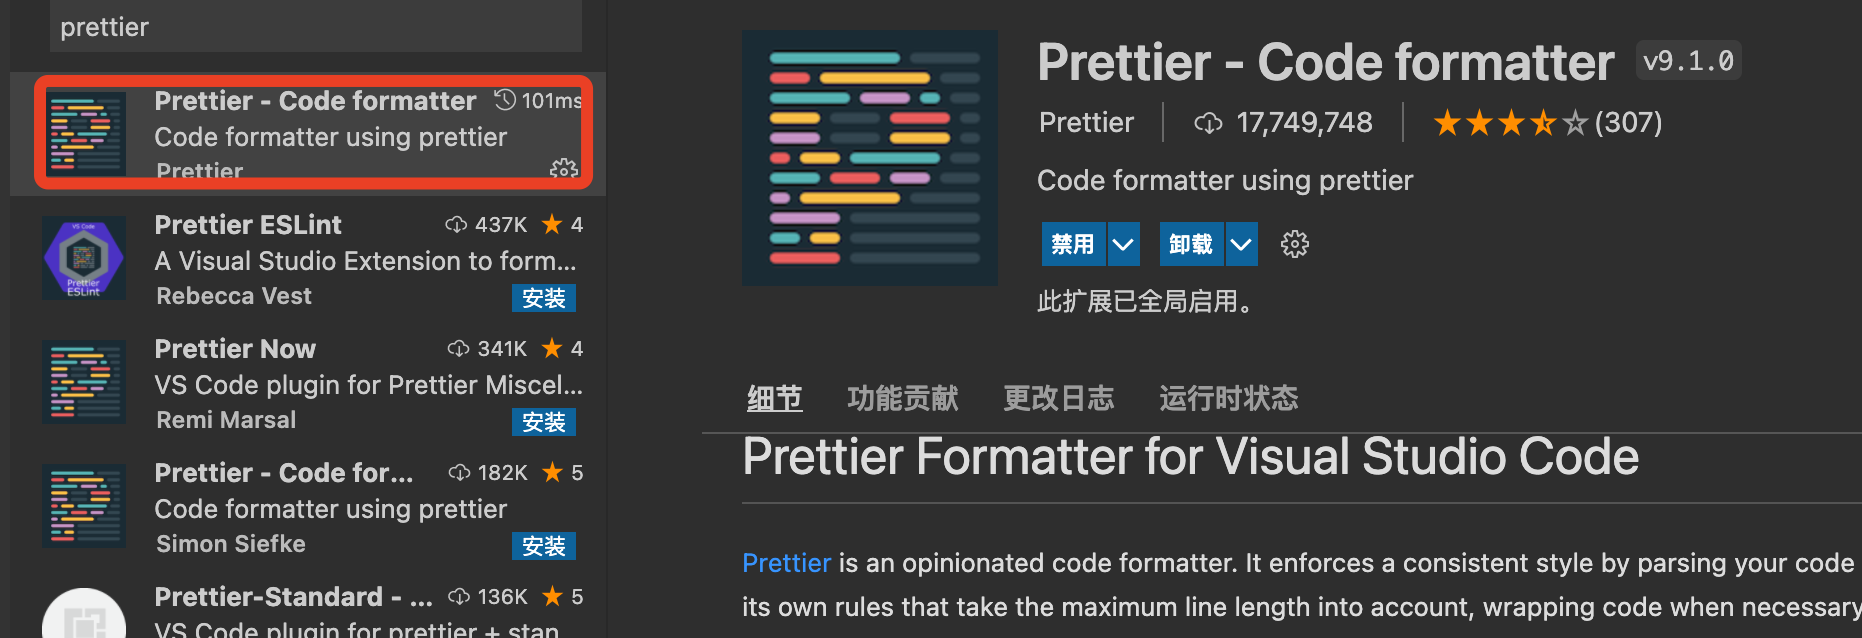 prettier
Prettier - Code formatter 101ms
Code formatter using prettier
Prettier
VS Code
Prettier
ESLint
Prettier ESLint 437K ★ 4
A Visual Studio Extension to form...
Rebecca Vest 安装
Prettier Now 341K ★ 4
VS Code plugin for Prettier Miscel...
Remi Marsal 安装
Prettier - Code for... 182K ★ 5
Code formatter using prettier
Simon Siefke 安装
Prettier-Standard - ... 136K ★ 5
VS Code plugin for prettier + stan
Prettier - Code formatter v9.1.0
Prettier 17,749,748 (307)
Code formatter using prettier
禁用 卸载
此扩展已全局启用。
细节 功能贡献 更改日志 运行时状态
Prettier Formatter for Visual Studio Code
Prettier is an opinionated code formatter. It enforces a consistent style by parsing your code
its own rules that take the maximum line length into account, wrapping code when necessary